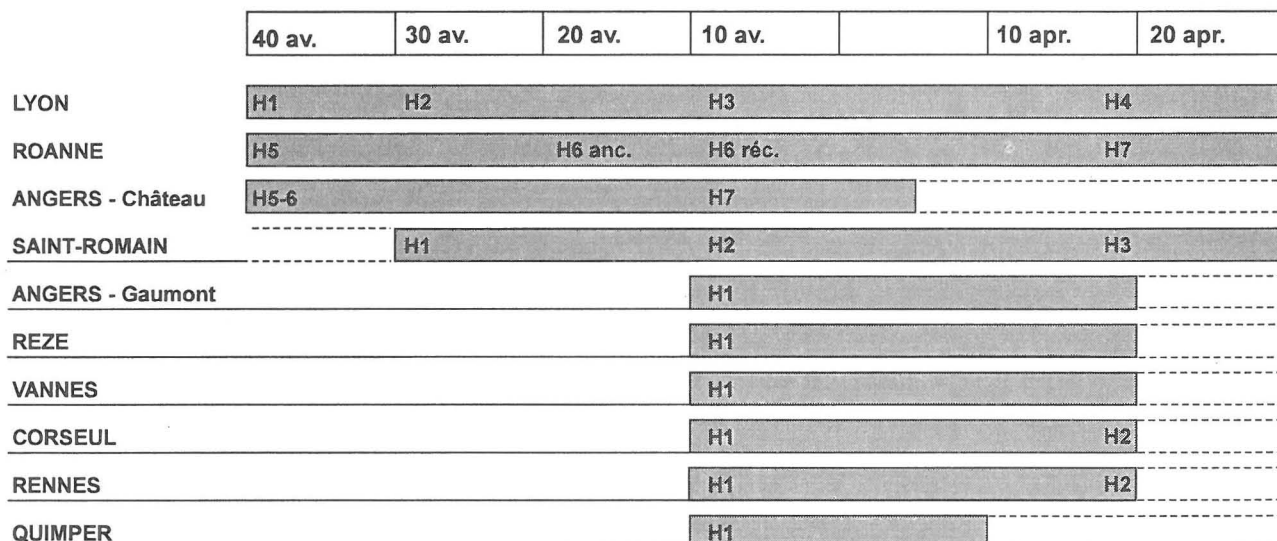 40 av. 30 av. 20 av. 10 av. 10 apr. 20 apr.
LYON H1 H2 H3 H4
ROANNE H5 H6 anc. H6 réc. H7
ANGERS - Château H5-6 H7
SAINT-ROMAIN H1 H2 H3
ANGERS - Gaumont H1
REZE H1
VANNES H1
CORSEUL H1 H2
RENNES H1 H2
QUIMPER H1